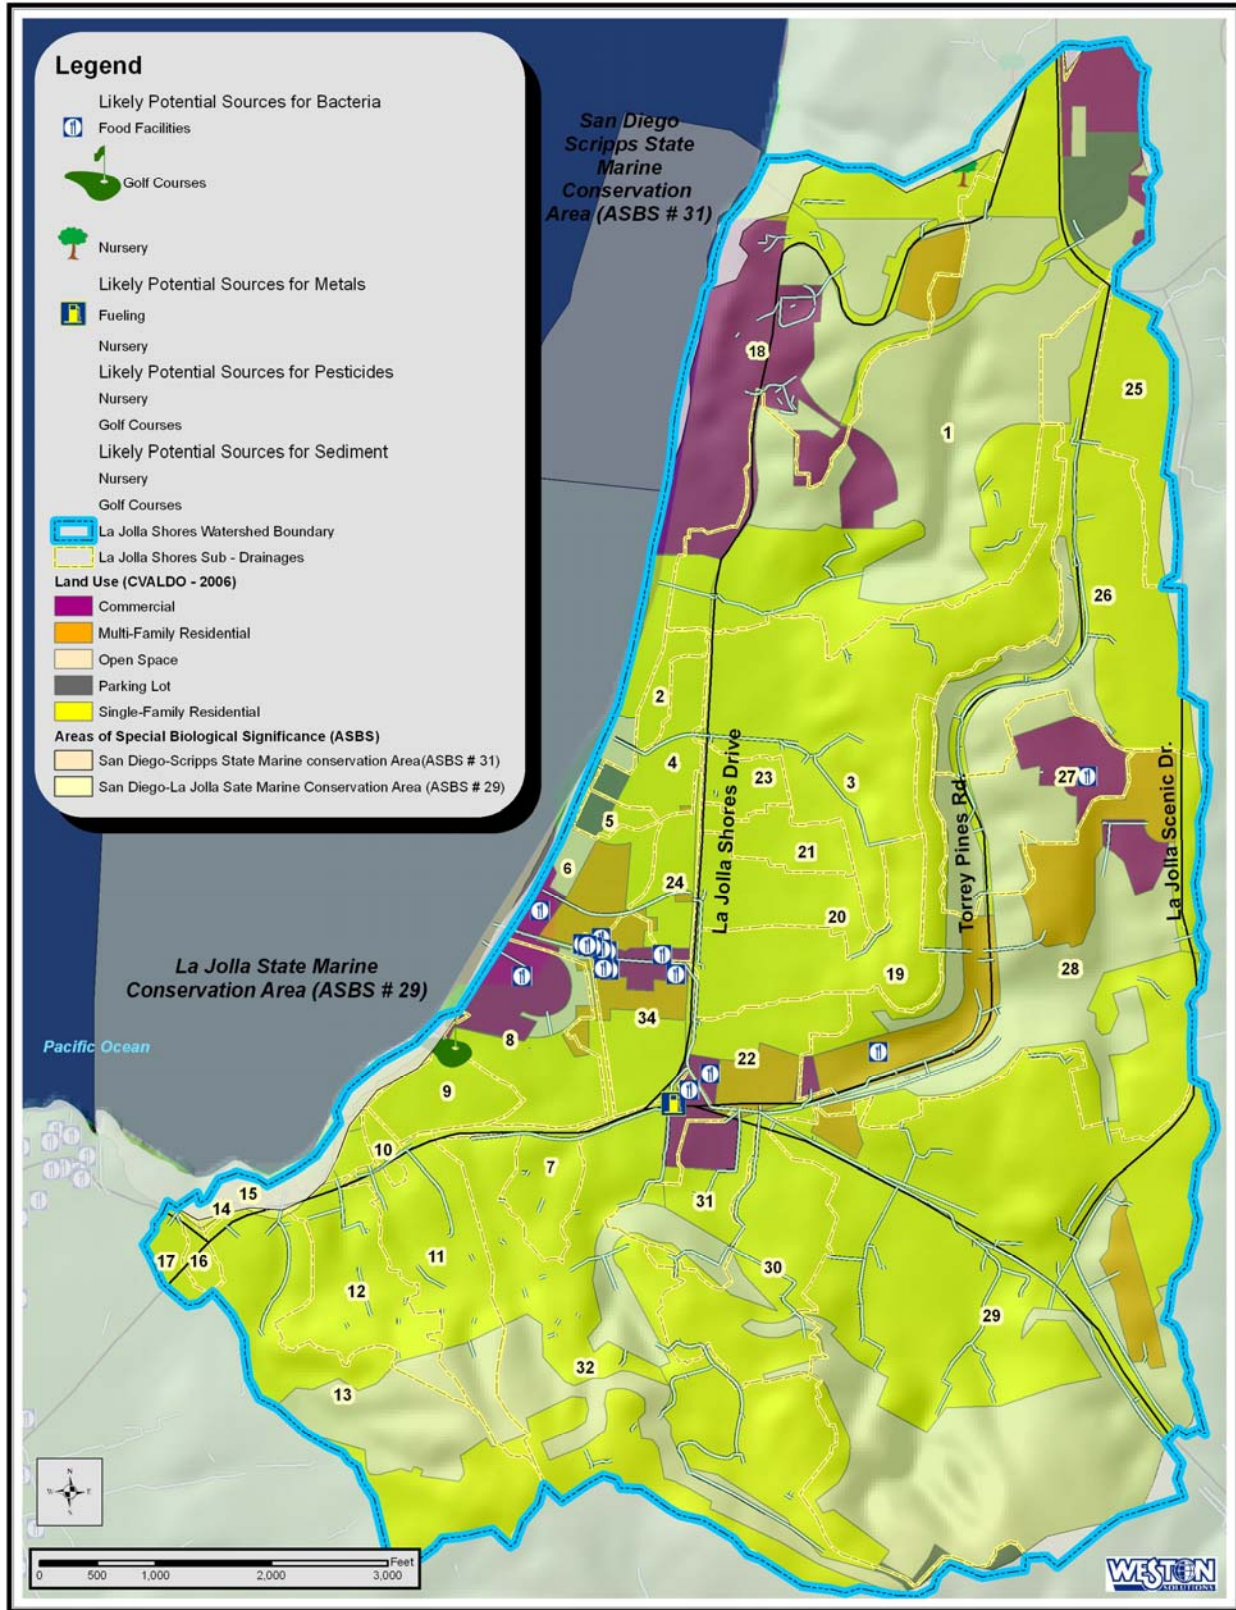 Legend
Likely Potential Sources for Bacteria
Food Facilities
Golf Courses
Nursery
Likely Potential Sources for Metals
Fueling
Nursery
Likely Potential Sources for Pesticides
Nursery
Golf Courses
Likely Potential Sources for Sediment
Nursery
Golf Courses
La Jolla Shores Watershed Boundary
La Jolla Shores Sub - Drainages
Land Use (CVALDO - 2006)
Commercial
Multi-Family Residential
Open Space
Parking Lot
Single-Family Residential
Areas of Special Biological Significance (ASBS)
San Diego-Scripps State Marine conservation Area(ASBS # 31)
San Diego-La Jolla Sate Marine Conservation Area (ASBS # 29)
San Diego
Scripps State
Marine
Conservation
Area (ASBS # 31)
18
1
25
26
2
4
23
3
27
5
21
6
24
20
La Jolla Shores Drive
Torrey Pines Rd.
La Jolla Scenic Dr.
La Jolla State Marine
Conservation Area (ASBS # 29)
19
28
34
8
22
Pacific Ocean
9
10
7
15
14
31
17
16
11
30
12
29
32
13
N
W
E
S
Feet
0
500
1,000
2,000
3,000
WESTON
SOLUTIONS